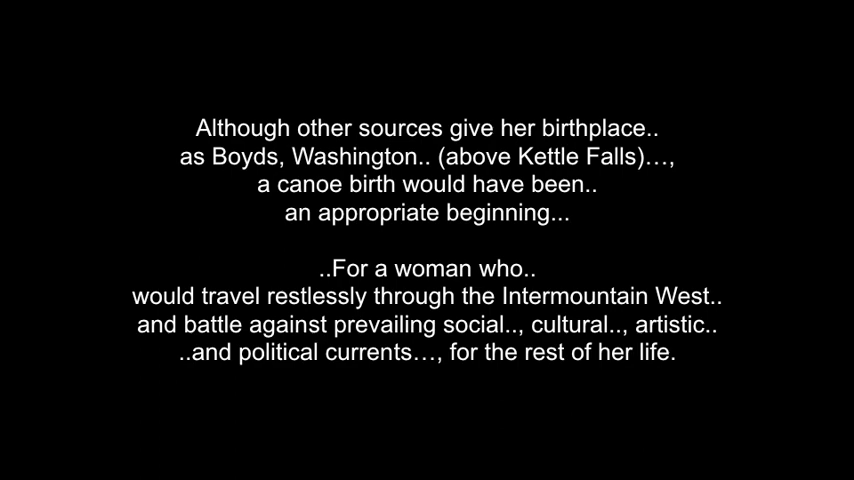 Although other sources give her birthplace..
as Boyds, Washington.. (above Kettle Falls)…,
a canoe birth would have been..
an appropriate beginning...
..For a woman who..
would travel restlessly through the Intermountain West..
and battle against prevailing social.., cultural.., artistic..
..and political currents…, for the rest of her life.